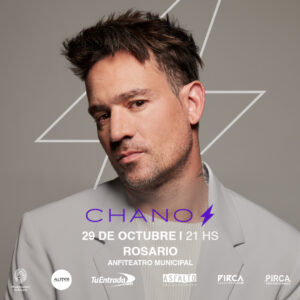 CHANO
29 DE OCTUBRE | 21 HS
ROSARIO
ANFITEATRO MUNICIPAL
TuEntrada
ASFALTO
PIRCA
PIRCA